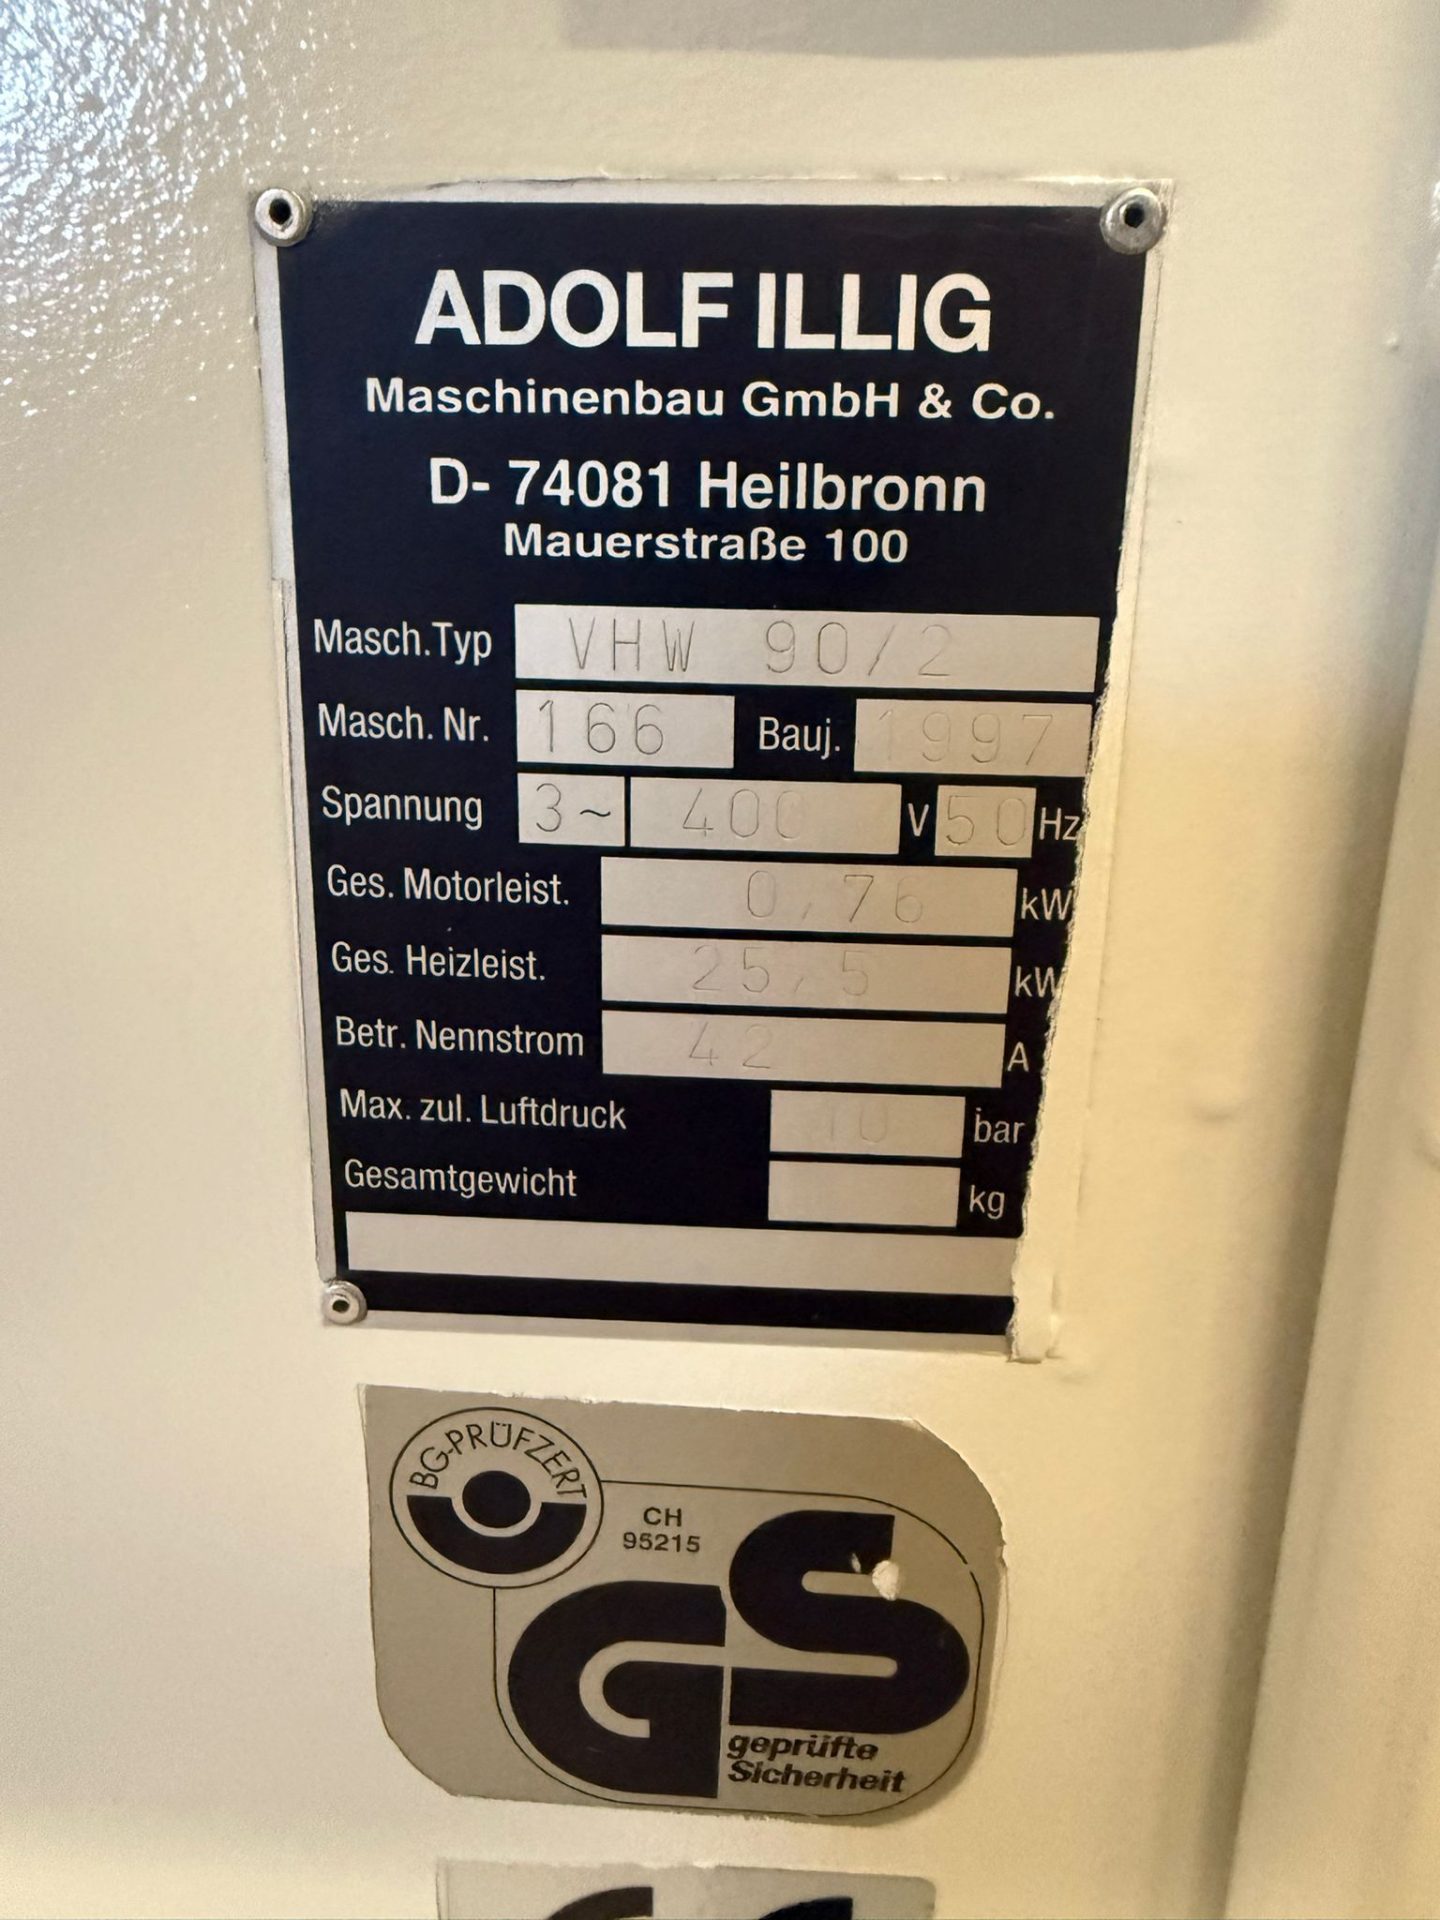 ADOLF ILLIG
Maschinenbau GmbH & Co.
D- 74081 Heilbronn
Mauerstraße 100
Masch.Typ VHW 90/2
Masch. Nr. 166 Bauj. 1997
Spannung 3~ 400 V 50 Hz
Ges. Motorleist. 0,76 kW
Ges. Heizleist. 25,5 kW
Betr. Nennstrom 42 A
Max. zul. Luftdruck 10 bar
Gesamtgewicht kg
BG-PRÜFZERT
CH
95215
GS
geprüfte
Sicherheit